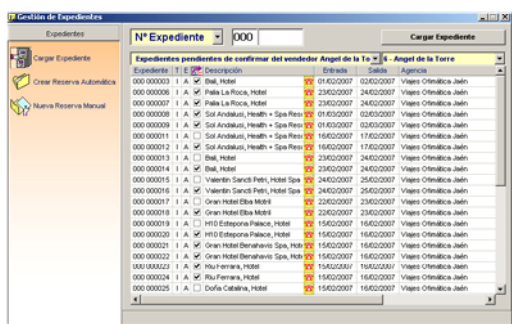 Gestión de Expedientes
Expedientes
Cargar Expediente
Crear Reserva Automática
Nueva Reserva Manual
Nº Expediente 000 Cargar Expediente
Expedientes pendientes de confirmar del vendedor Angel de la To 6 - Angel de la Torre
Expediente T E Descripción Entrada Salida Agencia
000 000003 I A Bali, Hotel 01/02/2007 02/02/2007 Viajes Ofimática Jaén
000 000006 I A Palia La Roca, Hotel 23/02/2007 24/02/2007 Viajes Ofimática Jaén
000 000007 I A Palia La Roca, Hotel 23/02/2007 24/02/2007 Viajes Ofimática Jaén
000 000008 I A Sol Andalusi, Health + Spa Reso 01/03/2007 02/03/2007 Viajes Ofimática Jaén
000 000009 I A Sol Andalusi, Health + Spa Reso 01/03/2007 02/03/2007 Viajes Ofimática Jaén
000 000011 I A Sol Andalusi, Health + Spa Reso 16/02/2007 17/02/2007 Viajes Ofimática Jaén
000 000012 I A Sol Andalusi, Health + Spa Reso 16/02/2007 17/02/2007 Viajes Ofimática Jaén
000 000013 I A Bali, Hotel 23/02/2007 24/02/2007 Viajes Ofimática Jaén
000 000014 I A Bali, Hotel 23/02/2007 24/02/2007 Viajes Ofimática Jaén
000 000015 I A Valentin Sancti Petri, Hotel Spa 24/02/2007 25/02/2007 Viajes Ofimática Jaén
000 000016 I A Valentin Sancti Petri, Hotel Spa 24/02/2007 25/02/2007 Viajes Ofimática Jaén
000 000017 I A Gran Hotel Elba Motril 22/02/2007 23/02/2007 Viajes Ofimática Jaén
000 000018 I A Gran Hotel Elba Motril 22/02/2007 23/02/2007 Viajes Ofimática Jaén
000 000019 I A H10 Estepona Palace, Hotel 15/02/2007 16/02/2007 Viajes Ofimática Jaén
000 000020 I A H10 Estepona Palace, Hotel 15/02/2007 16/02/2007 Viajes Ofimática Jaén
000 000021 I A Gran Hotel Benahavis Spa, Hote 15/02/2007 16/02/2007 Viajes Ofimática Jaén
000 000022 I A Gran Hotel Benahavis Spa, Hote 15/02/2007 16/02/2007 Viajes Ofimática Jaén
000 000023 I A Riu Ferrara, Hotel 15/02/2007 16/02/2007 Viajes Ofimática Jaén
000 000024 I A Riu Ferrara, Hotel 15/02/2007 16/02/2007 Viajes Ofimática Jaén
000 000025 I A Doña Catalina, Hotel 15/02/2007 16/02/2007 Viajes Ofimática Jaén